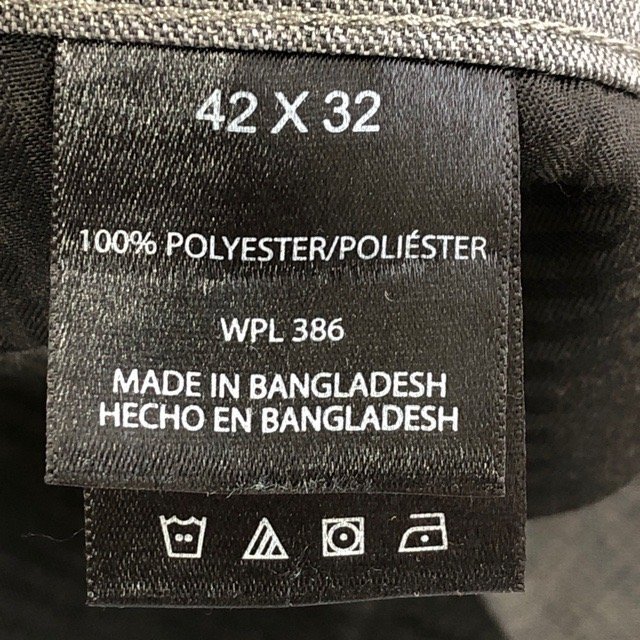 42 X 32
100% POLYESTER/POLIÉSTER
WPL 386
MADE IN BANGLADESH
HECHO EN BANGLADESH